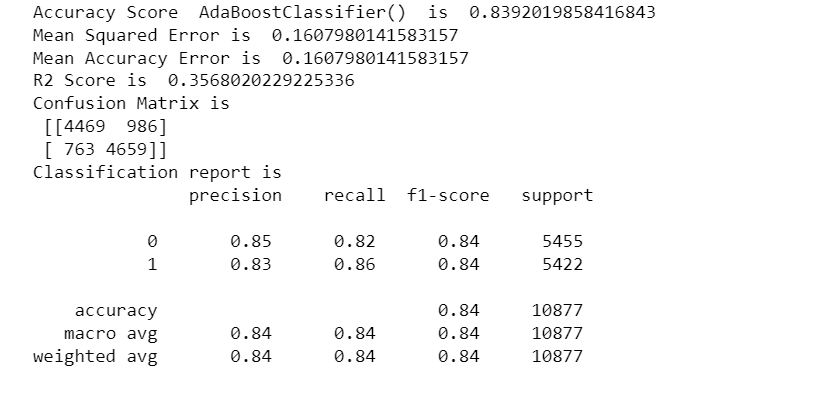 Accuracy Score  AdaBoostClassifier()  is  0.8392019858416843
Mean Squared Error is  0.1607980141583157
Mean Accuracy Error is  0.1607980141583157
R2 Score is  0.3568020229225336
Confusion Matrix is
 [[4469  986]
 [ 763 4659]]
Classification report is
               precision    recall  f1-score   support

           0       0.85      0.82      0.84      5455
           1       0.83      0.86      0.84      5422

    accuracy                           0.84     10877
   macro avg       0.84      0.84      0.84     10877
weighted avg       0.84      0.84      0.84     10877